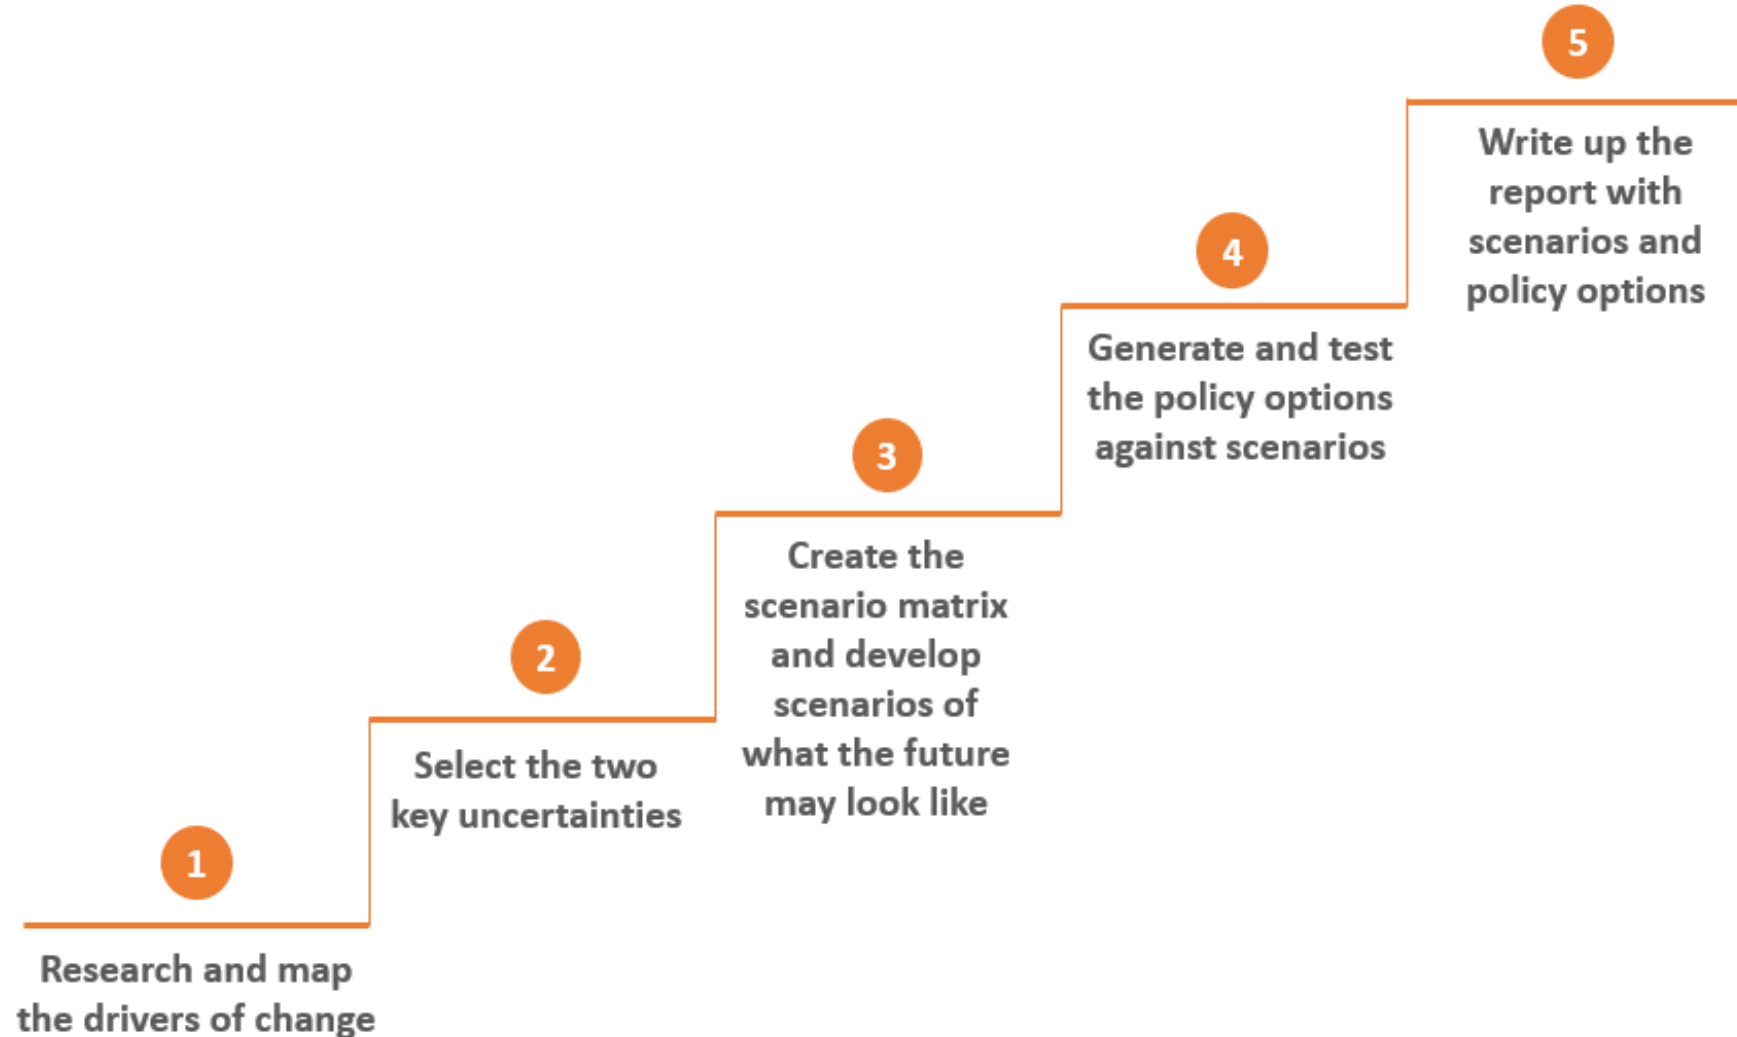 1
Research and map
the drivers of change
2
Select the two
key uncertainties
3
Create the
scenario matrix
and develop
scenarios of
what the future
may look like
4
Generate and test
the policy options
against scenarios
5
Write up the
report with
scenarios and
policy options